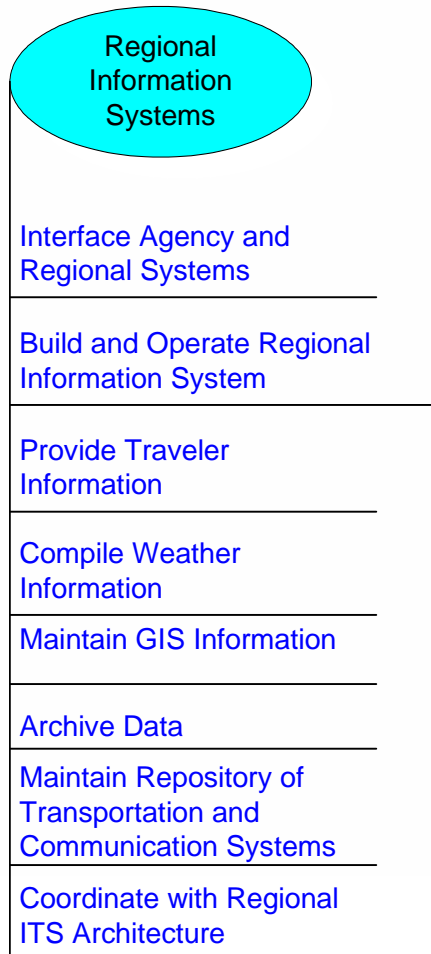 Regional
Information
Systems
Interface Agency and
Regional Systems
Build and Operate Regional
Information System
Provide Traveler
Information
Compile Weather
Information
Maintain GIS Information
Archive Data
Maintain Repository of
Transportation and
Communication Systems
Coordinate with Regional
ITS Architecture